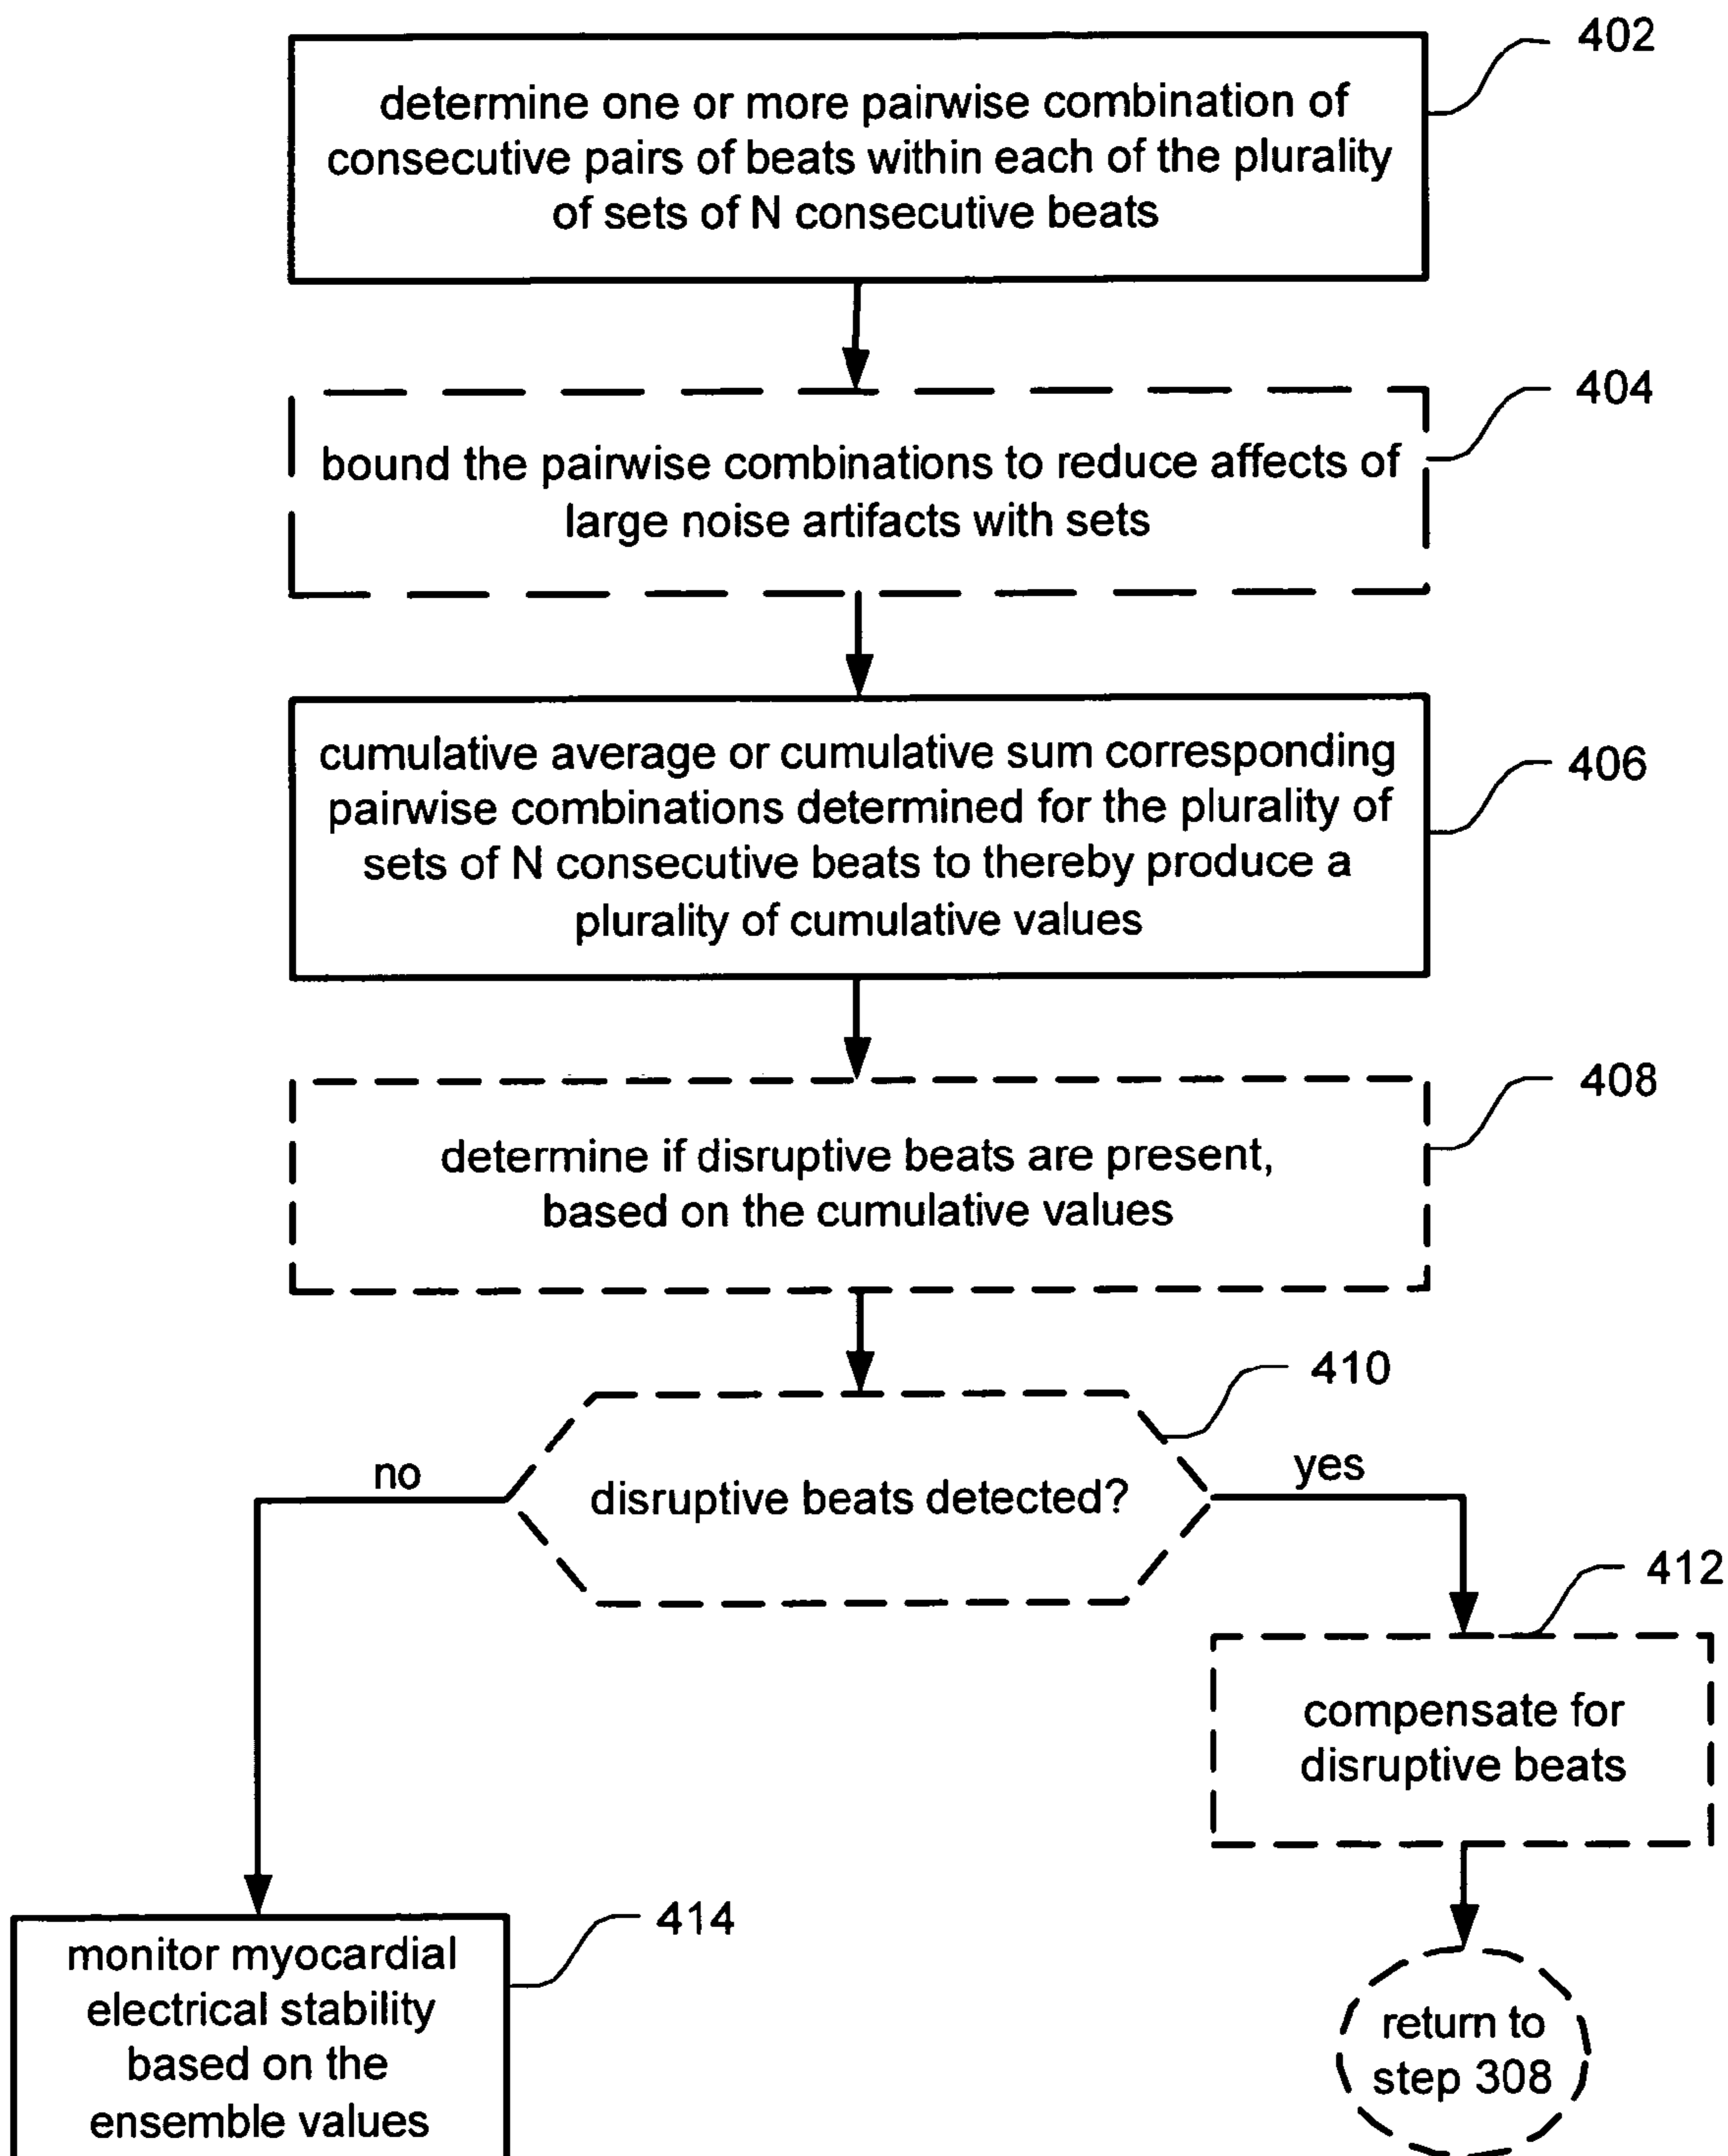 402
determine one or more pairwise combination of
consecutive pairs of beats within each of the plurality
of sets of N consecutive beats
404
bound the pairwise combinations to reduce affects of
large noise artifacts with sets
406
cumulative average or cumulative sum corresponding
pairwise combinations determined for the plurality of
sets of N consecutive beats to thereby produce a
plurality of cumulative values
408
determine if disruptive beats are present,
based on the cumulative values
410
no
disruptive beats detected?
yes
412
compensate for
disruptive beats
414
monitor myocardial
electrical stability
based on the
ensemble values
return to
step 308